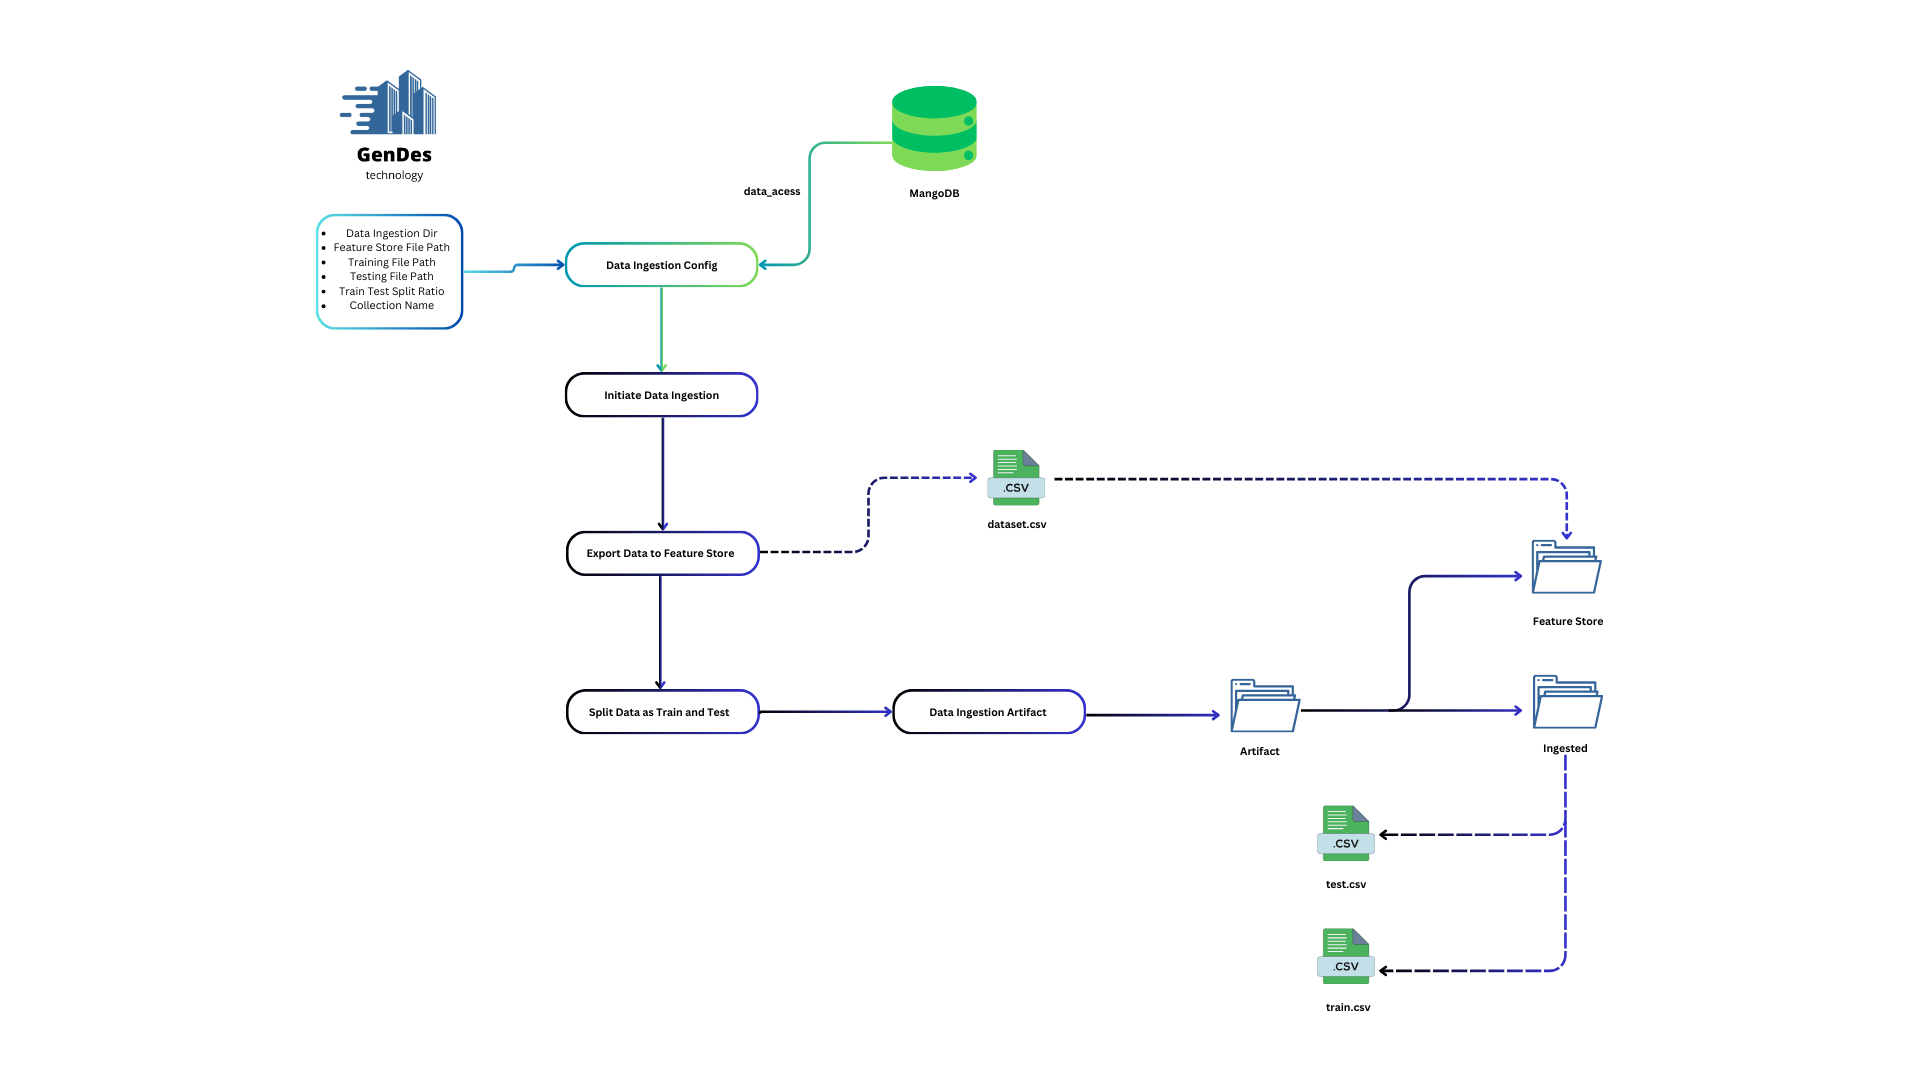 GenDes
technology
MangoDB
data_acess
Data Ingestion Dir
Feature Store File Path
Training File Path
Testing File Path
Train Test Split Ratio
Collection Name
Data Ingestion Config
Initiate Data Ingestion
.CSV
dataset.csv
Export Data to Feature Store
Feature Store
Split Data as Train and Test
Data Ingestion Artifact
Artifact
Ingested
.CSV
test.csv
.CSV
train.csv